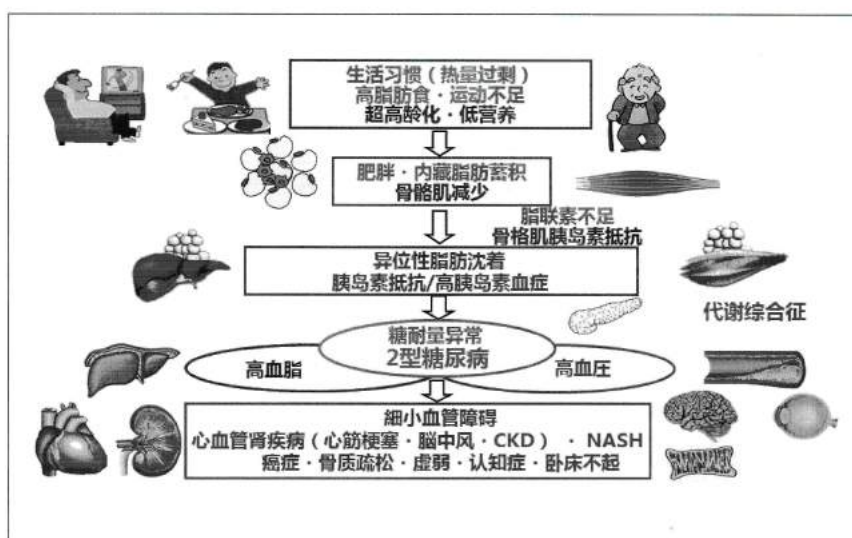 生活习惯（热量过剩）
高脂肪食·运动不足
超高龄化·低营养
肥胖·内藏脂肪蓄积
骨骼肌减少
脂联素不足
骨格肌胰岛素抵抗
异位性脂肪沈着
胰岛素抵抗/高胰岛素血症
代谢综合征
糖耐量异常
2型糖尿病
高血脂
高血圧
細小血管障碍
心血管肾疾病（心筋梗塞·脳中风·CKD）·NASH
癌症·骨质疏松·虚弱·认知症·卧床不起